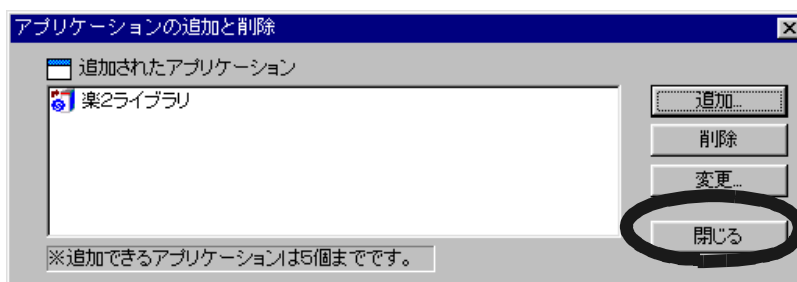 アプリケーションの追加と削除
追加されたアプリケーション
楽2ライブラリ
追加...
削除
変更...
閉じる
※追加できるアプリケーションは5個までです。